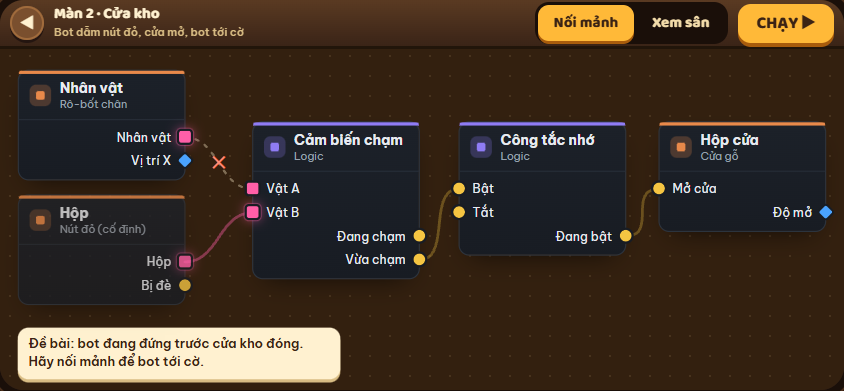 Màn 2 · Cửa kho
Bot dẫm nút đỏ, cửa mở, bot tới cờ
Nối mảnh
Xem sân
CHẠY
Nhân vật
Rô-bốt chân
Nhân vật
Vị trí X
Hộp
Nút đỏ (cố định)
Hộp
Bị đè
Cảm biến chạm
Logic
Vật A
Vật B
Đang chạm
Vừa chạm
Công tắc nhớ
Logic
Bật
Tắt
Đang bật
Hộp cửa
Cửa gỗ
Mở cửa
Độ mở
Đề bài: bot đang đứng trước cửa kho đóng.
Hãy nối mảnh để bot tới cờ.